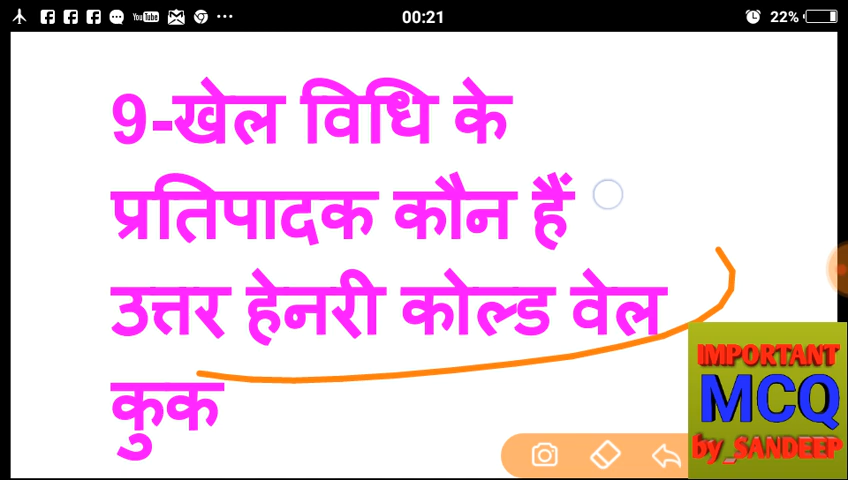 00:21
22%
9-खेल विधि के
प्रतिपादक कौन हैं
उत्तर हेनरी कोल्ड वेल
कुक
IMPORTANT
MCQ
by_SANDEEP